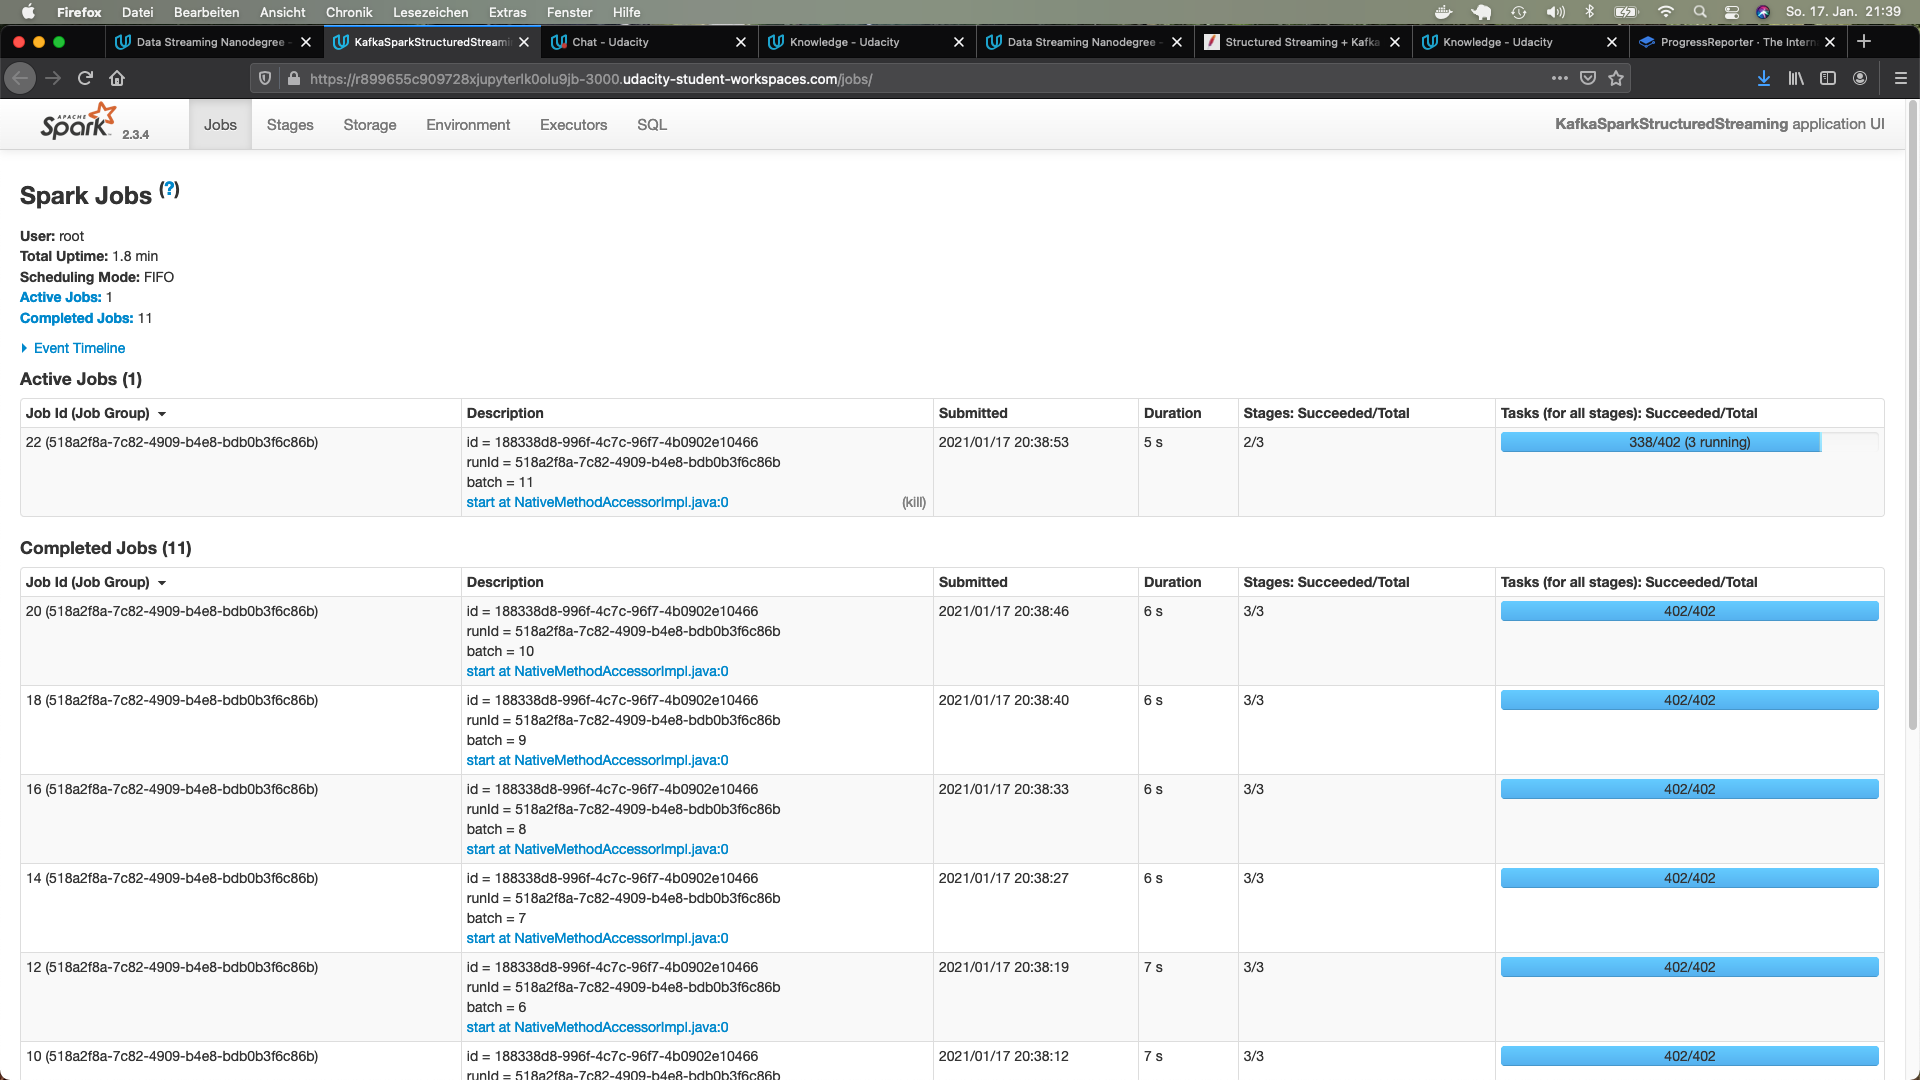 Firefox Datei Bearbeiten Ansicht Chronik Lesezeichen Extras Fenster Hilfe So. 17. Jan. 21:39
Data Streaming Nanodegree - KafkaSparkStructuredStreami Chat - Udacity Knowledge - Udacity Data Streaming Nanodegree - Structured Streaming + Kafka Knowledge - Udacity ProgressReporter · The Intern
https://r899655c909728xjupyterlk0olu9jb-3000.udacity-student-workspaces.com/jobs/
APACHE Spark 2.3.4 Jobs Stages Storage Environment Executors SQL KafkaSparkStructuredStreaming application UI
Spark Jobs (?)
User: root
Total Uptime: 1.8 min
Scheduling Mode: FIFO
Active Jobs: 1
Completed Jobs: 11
Event Timeline
Active Jobs (1)
Job Id (Job Group) Description Submitted Duration Stages: Succeeded/Total Tasks (for all stages): Succeeded/Total
22 (518a2f8a-7c82-4909-b4e8-bdb0b3f6c86b) id = 188338d8-996f-4c7c-96f7-4b0902e10466 2021/01/17 20:38:53 5 s 2/3 338/402 (3 running)
runId = 518a2f8a-7c82-4909-b4e8-bdb0b3f6c86b
batch = 11
start at NativeMethodAccessorImpl.java:0 (kill)
Completed Jobs (11)
Job Id (Job Group) Description Submitted Duration Stages: Succeeded/Total Tasks (for all stages): Succeeded/Total
20 (518a2f8a-7c82-4909-b4e8-bdb0b3f6c86b) id = 188338d8-996f-4c7c-96f7-4b0902e10466 2021/01/17 20:38:46 6 s 3/3 402/402
runId = 518a2f8a-7c82-4909-b4e8-bdb0b3f6c86b
batch = 10
start at NativeMethodAccessorImpl.java:0
18 (518a2f8a-7c82-4909-b4e8-bdb0b3f6c86b) id = 188338d8-996f-4c7c-96f7-4b0902e10466 2021/01/17 20:38:40 6 s 3/3 402/402
runId = 518a2f8a-7c82-4909-b4e8-bdb0b3f6c86b
batch = 9
start at NativeMethodAccessorImpl.java:0
16 (518a2f8a-7c82-4909-b4e8-bdb0b3f6c86b) id = 188338d8-996f-4c7c-96f7-4b0902e10466 2021/01/17 20:38:33 6 s 3/3 402/402
runId = 518a2f8a-7c82-4909-b4e8-bdb0b3f6c86b
batch = 8
start at NativeMethodAccessorImpl.java:0
14 (518a2f8a-7c82-4909-b4e8-bdb0b3f6c86b) id = 188338d8-996f-4c7c-96f7-4b0902e10466 2021/01/17 20:38:27 6 s 3/3 402/402
runId = 518a2f8a-7c82-4909-b4e8-bdb0b3f6c86b
batch = 7
start at NativeMethodAccessorImpl.java:0
12 (518a2f8a-7c82-4909-b4e8-bdb0b3f6c86b) id = 188338d8-996f-4c7c-96f7-4b0902e10466 2021/01/17 20:38:19 7 s 3/3 402/402
runId = 518a2f8a-7c82-4909-b4e8-bdb0b3f6c86b
batch = 6
start at NativeMethodAccessorImpl.java:0
10 (518a2f8a-7c82-4909-b4e8-bdb0b3f6c86b) id = 188338d8-996f-4c7c-96f7-4b0902e10466 2021/01/17 20:38:12 7 s 3/3 402/402
runId = 518a2f8a-7c82-4909-b4e8-bdb0b3f6c86b